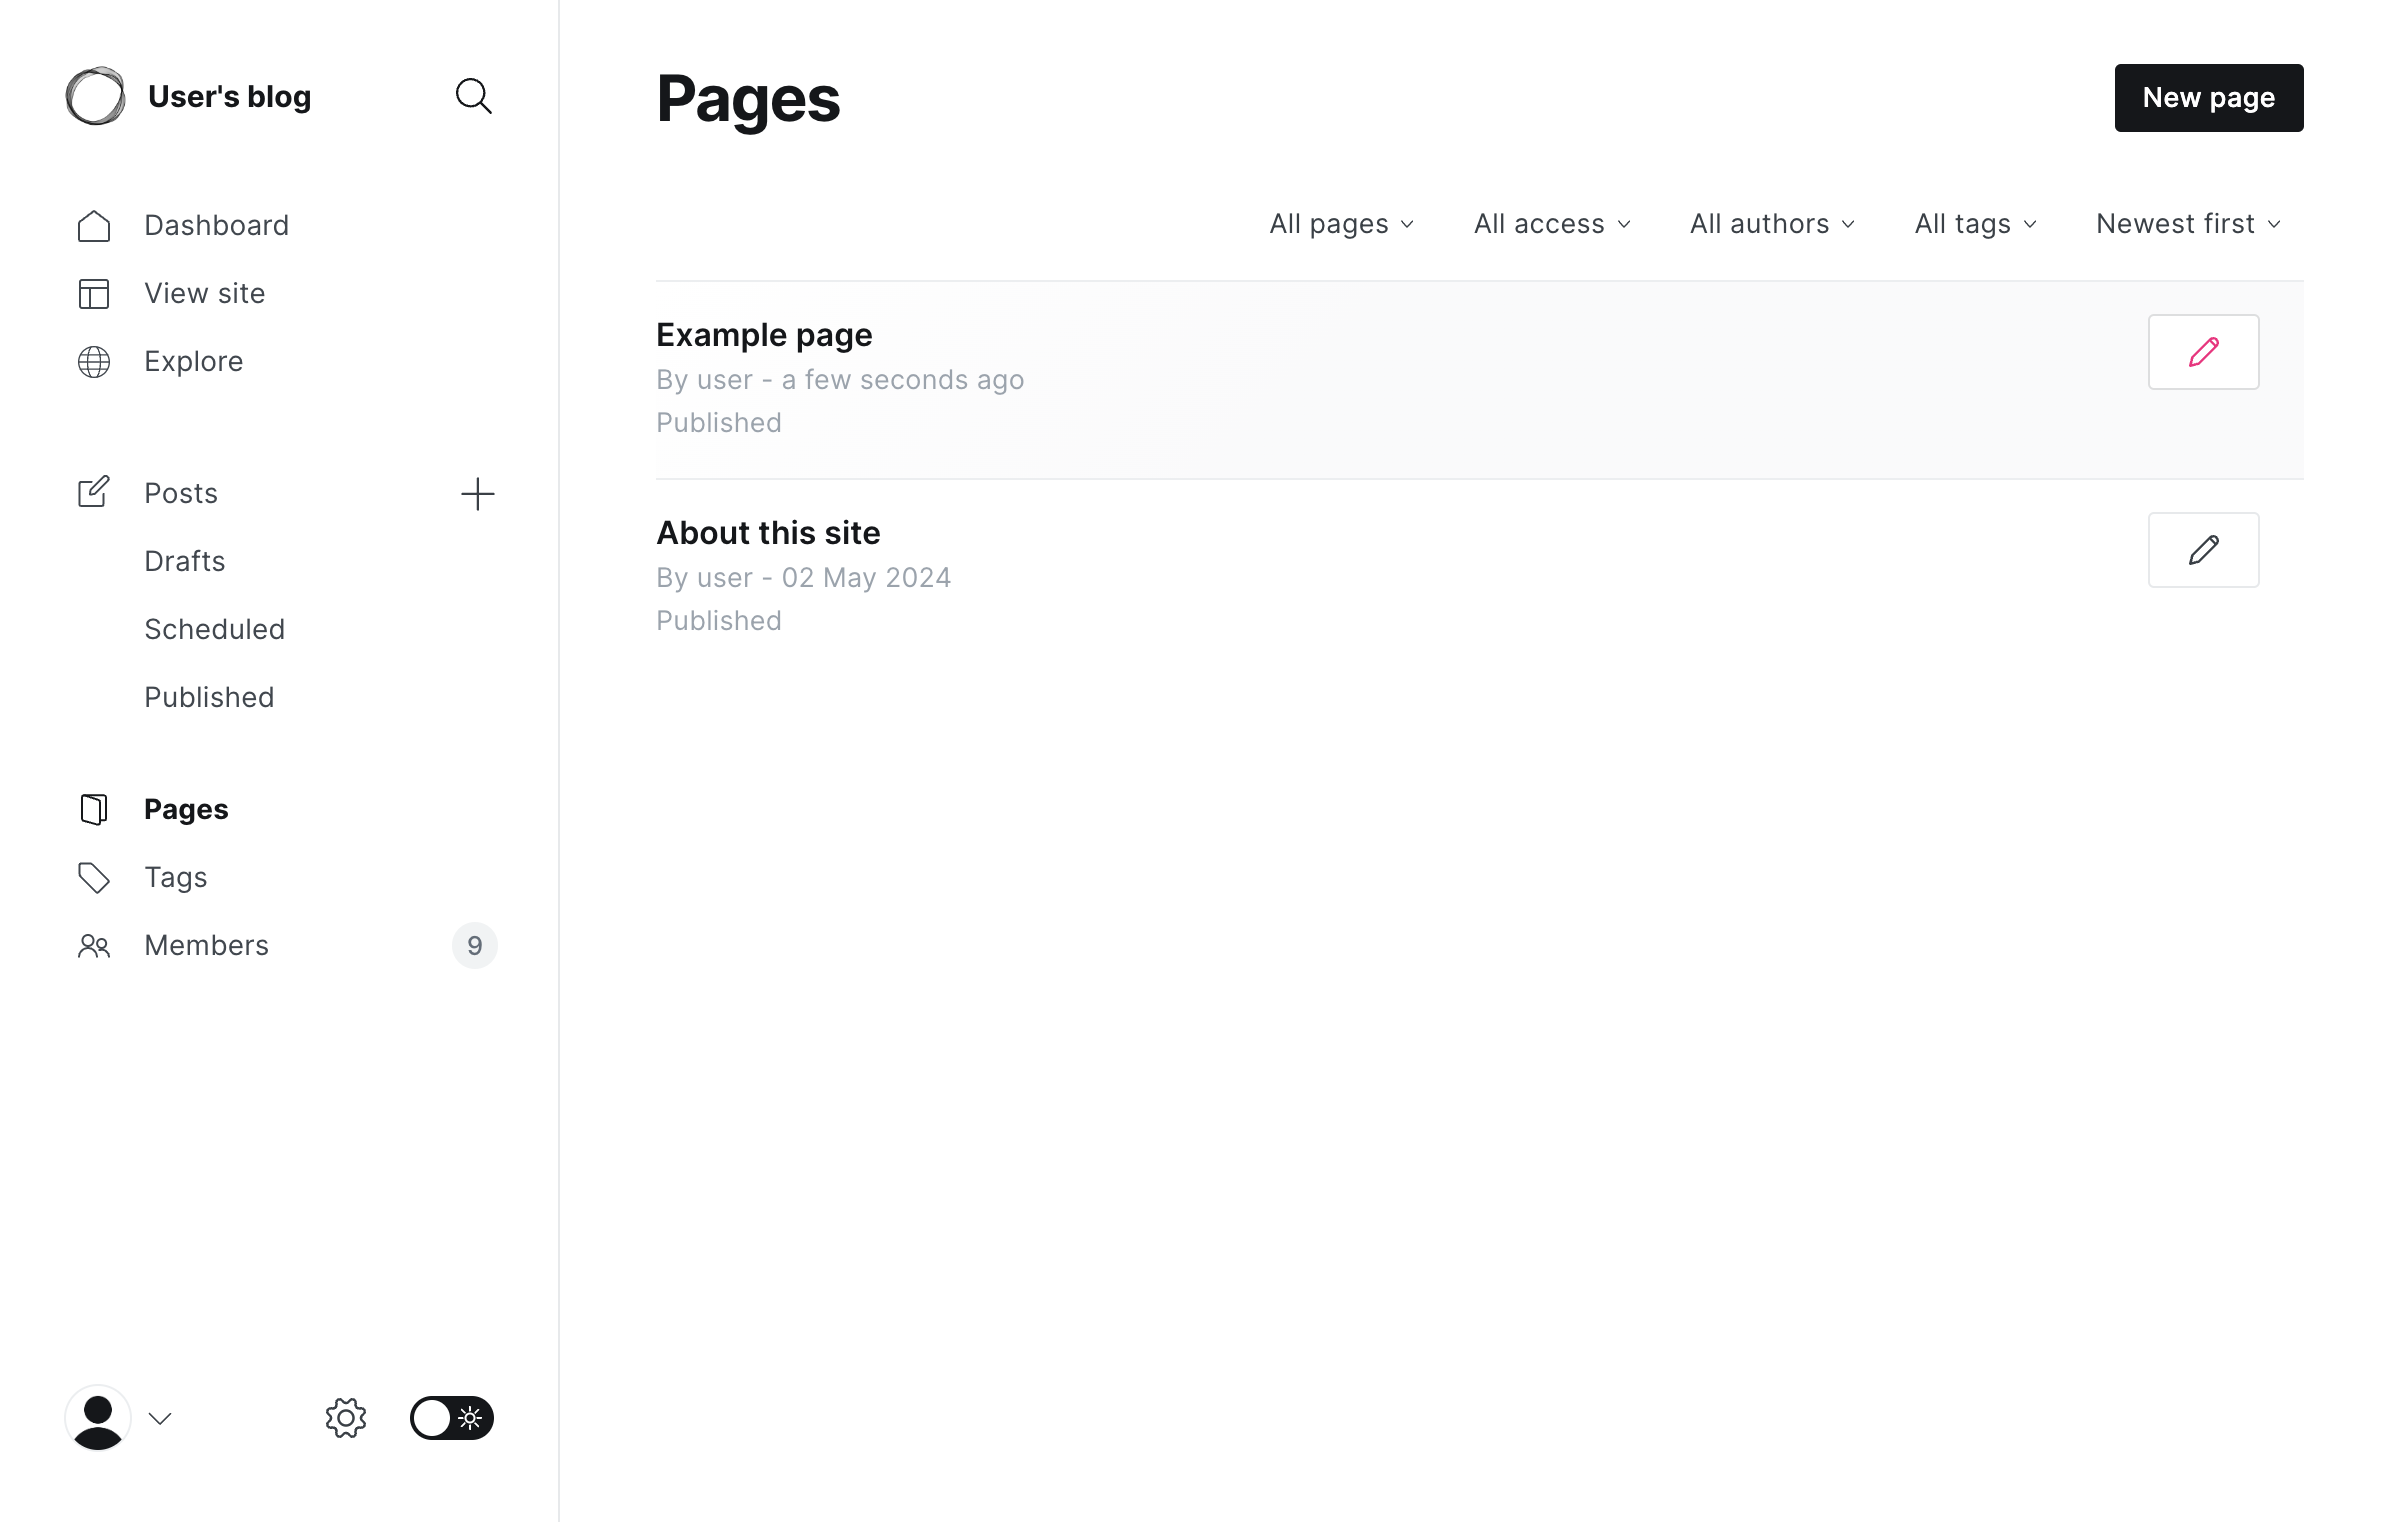 User's blog
Dashboard
View site
Explore
Posts
Drafts
Scheduled
Published
Pages
Tags
Members 9
Pages
New page
All pages All access All authors All tags Newest first
Example page
By user - a few seconds ago
Published
About this site
By user - 02 May 2024
Published